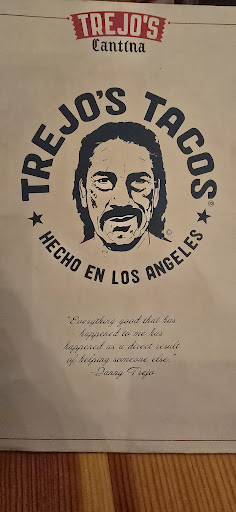 TREJO'S
Cantina
TREJO'S TACOS
®
©
★ HECHO EN LOS ANGELES ★
"Everything good that has
happened to me has
happened as a direct result
of helping someone else."
-Danny Trejo